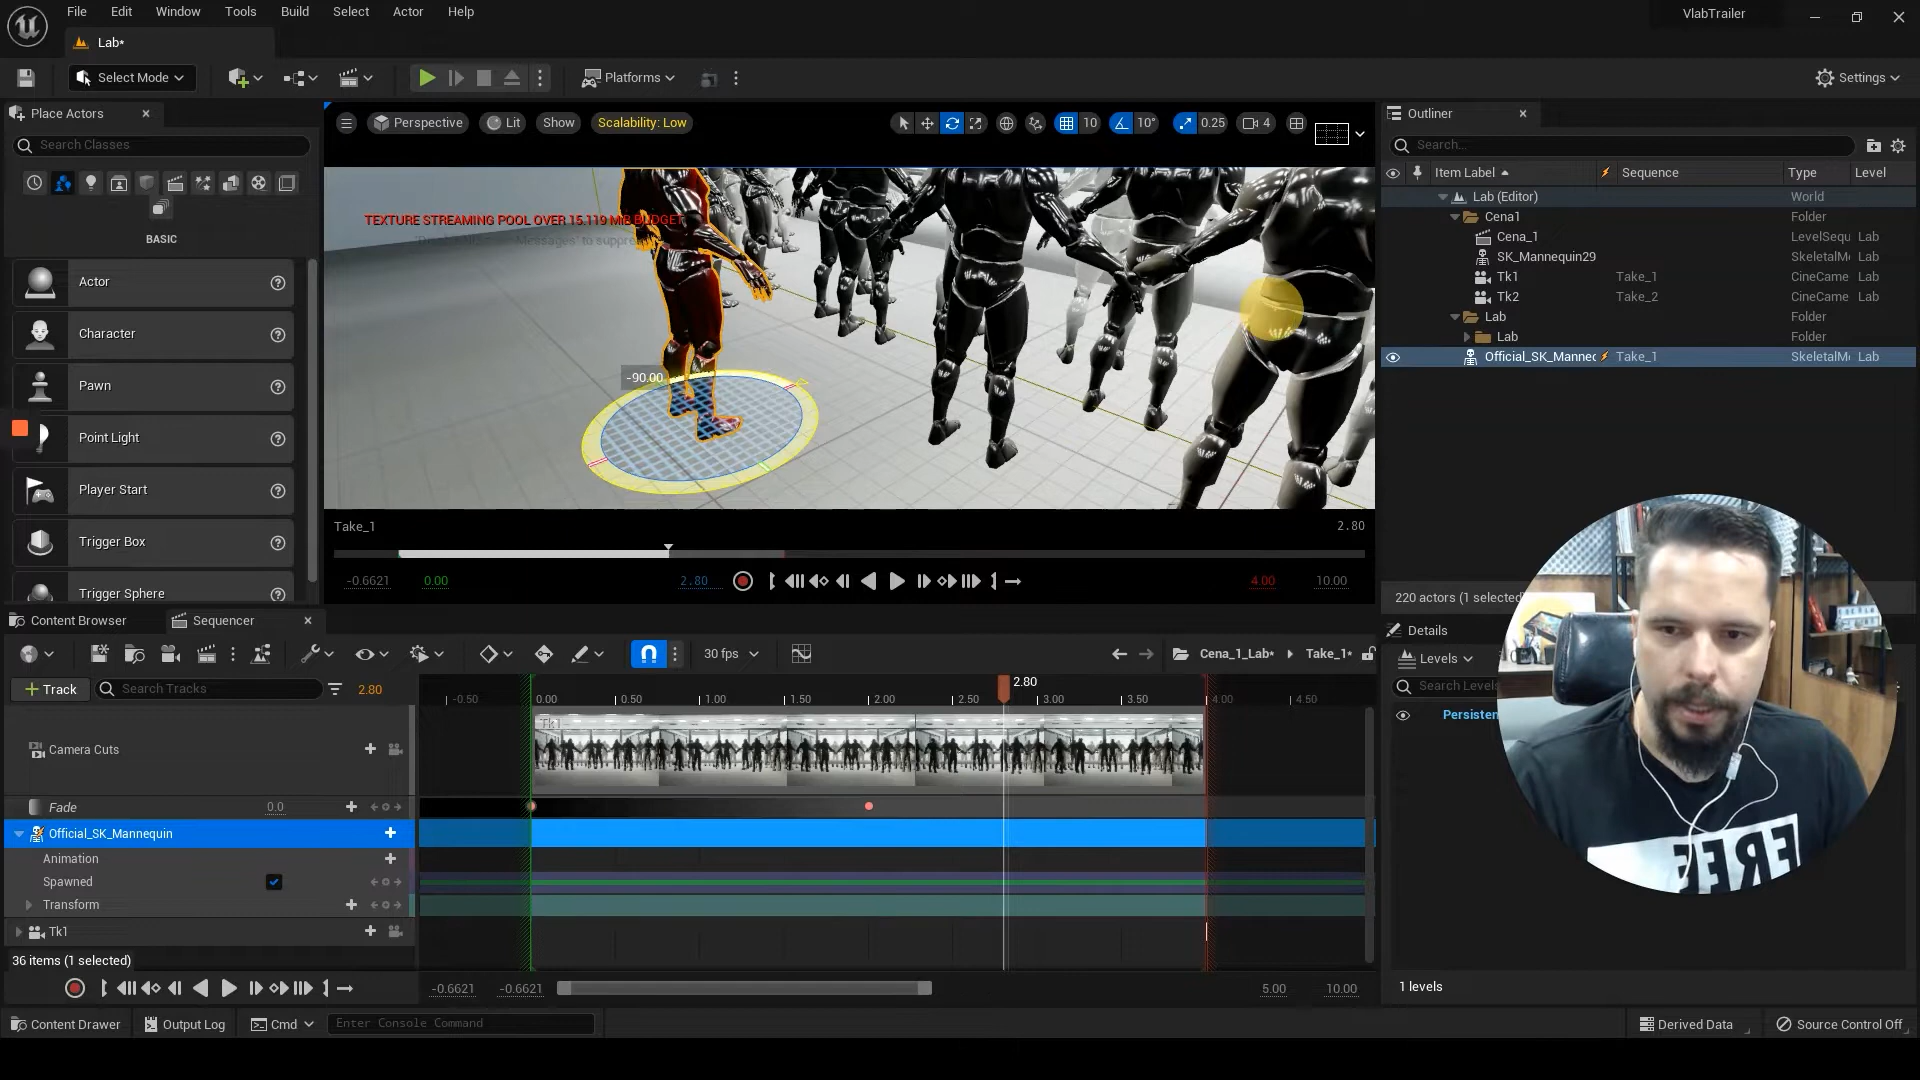 File Edit Window Tools Build Select Actor Help
VlabTrailer
Lab*
Select Mode
Platforms
Settings
Place Actors
Search Classes
BASIC
Actor
Character
Pawn
Point Light
Player Start
Trigger Box
Trigger Sphere
Perspective Lit Show Scalability: Low
10 10° 0.25 4
TEXTURE STREAMING POOL OVER 15.119 MiB BUDGET
-90.00
Take_1 2.80
-0.6621 0.00 2.80 4.00 10.00
Outliner
Search...
Item Label Sequence Type Level
Lab (Editor) World
Cena1 Folder
Cena_1 LevelSequ Lab
SK_Mannequin29 SkeletalMe Lab
Tk1 Take_1 CineCame Lab
Tk2 Take_2 CineCame Lab
Lab Folder
Lab Folder
Official_SK_Mannec Take_1 SkeletalMe Lab
220 actors (1 selected
Details
Levels
Search Levels
Persisten
1 levels
Content Browser Sequencer
30 fps
Cena_1_Lab* Take_1*
Track Search Tracks 2.80
2.80
-0.50 0.00 0.50 1.00 1.50 2.00 2.50 3.00 3.50 4.00 4.50
Tk1
Camera Cuts
Fade 0.0
Official_SK_Mannequin
Animation
Spawned
Transform
Tk1
36 items (1 selected)
-0.6621 -0.6621 5.00 10.00
Content Drawer Output Log Cmd Enter Console Command
Derived Data Source Control Off
FREE